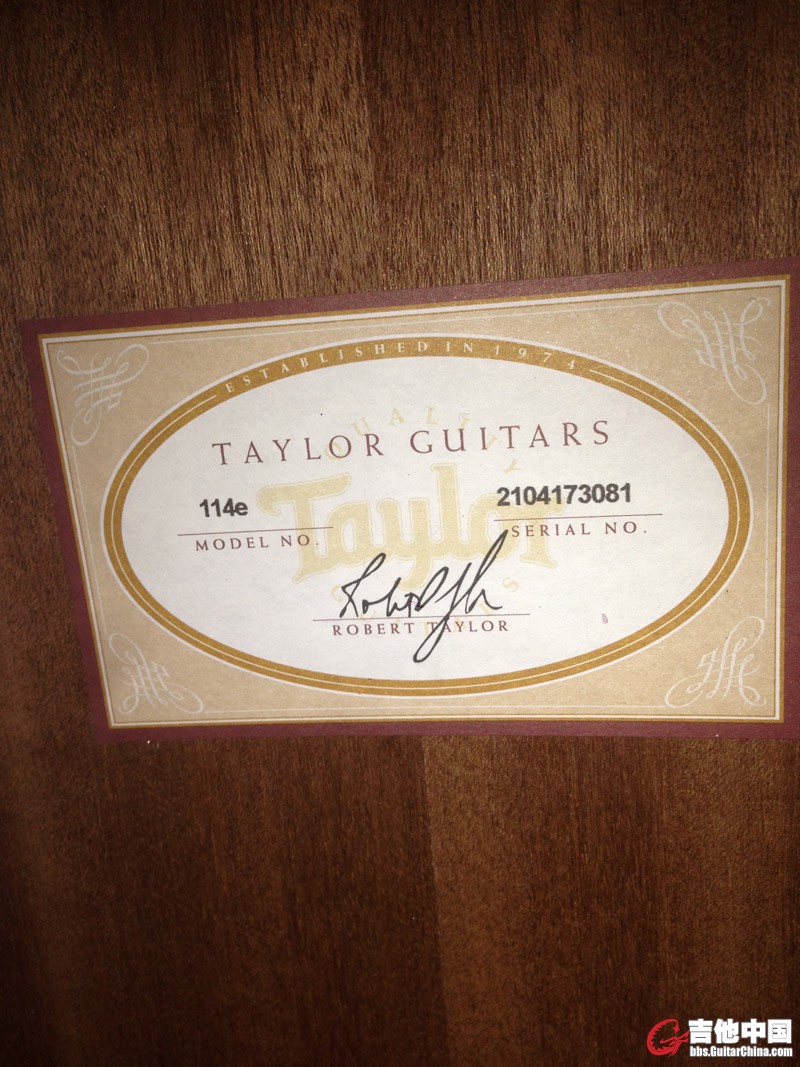 ESTABLISHED IN 1974
QUALITY
TAYLOR GUITARS
Taylor
114e
2104173081
MODEL NO.
SERIAL NO.
ROBERT TAYLOR
吉他中国
bbs.GuitarChina.com